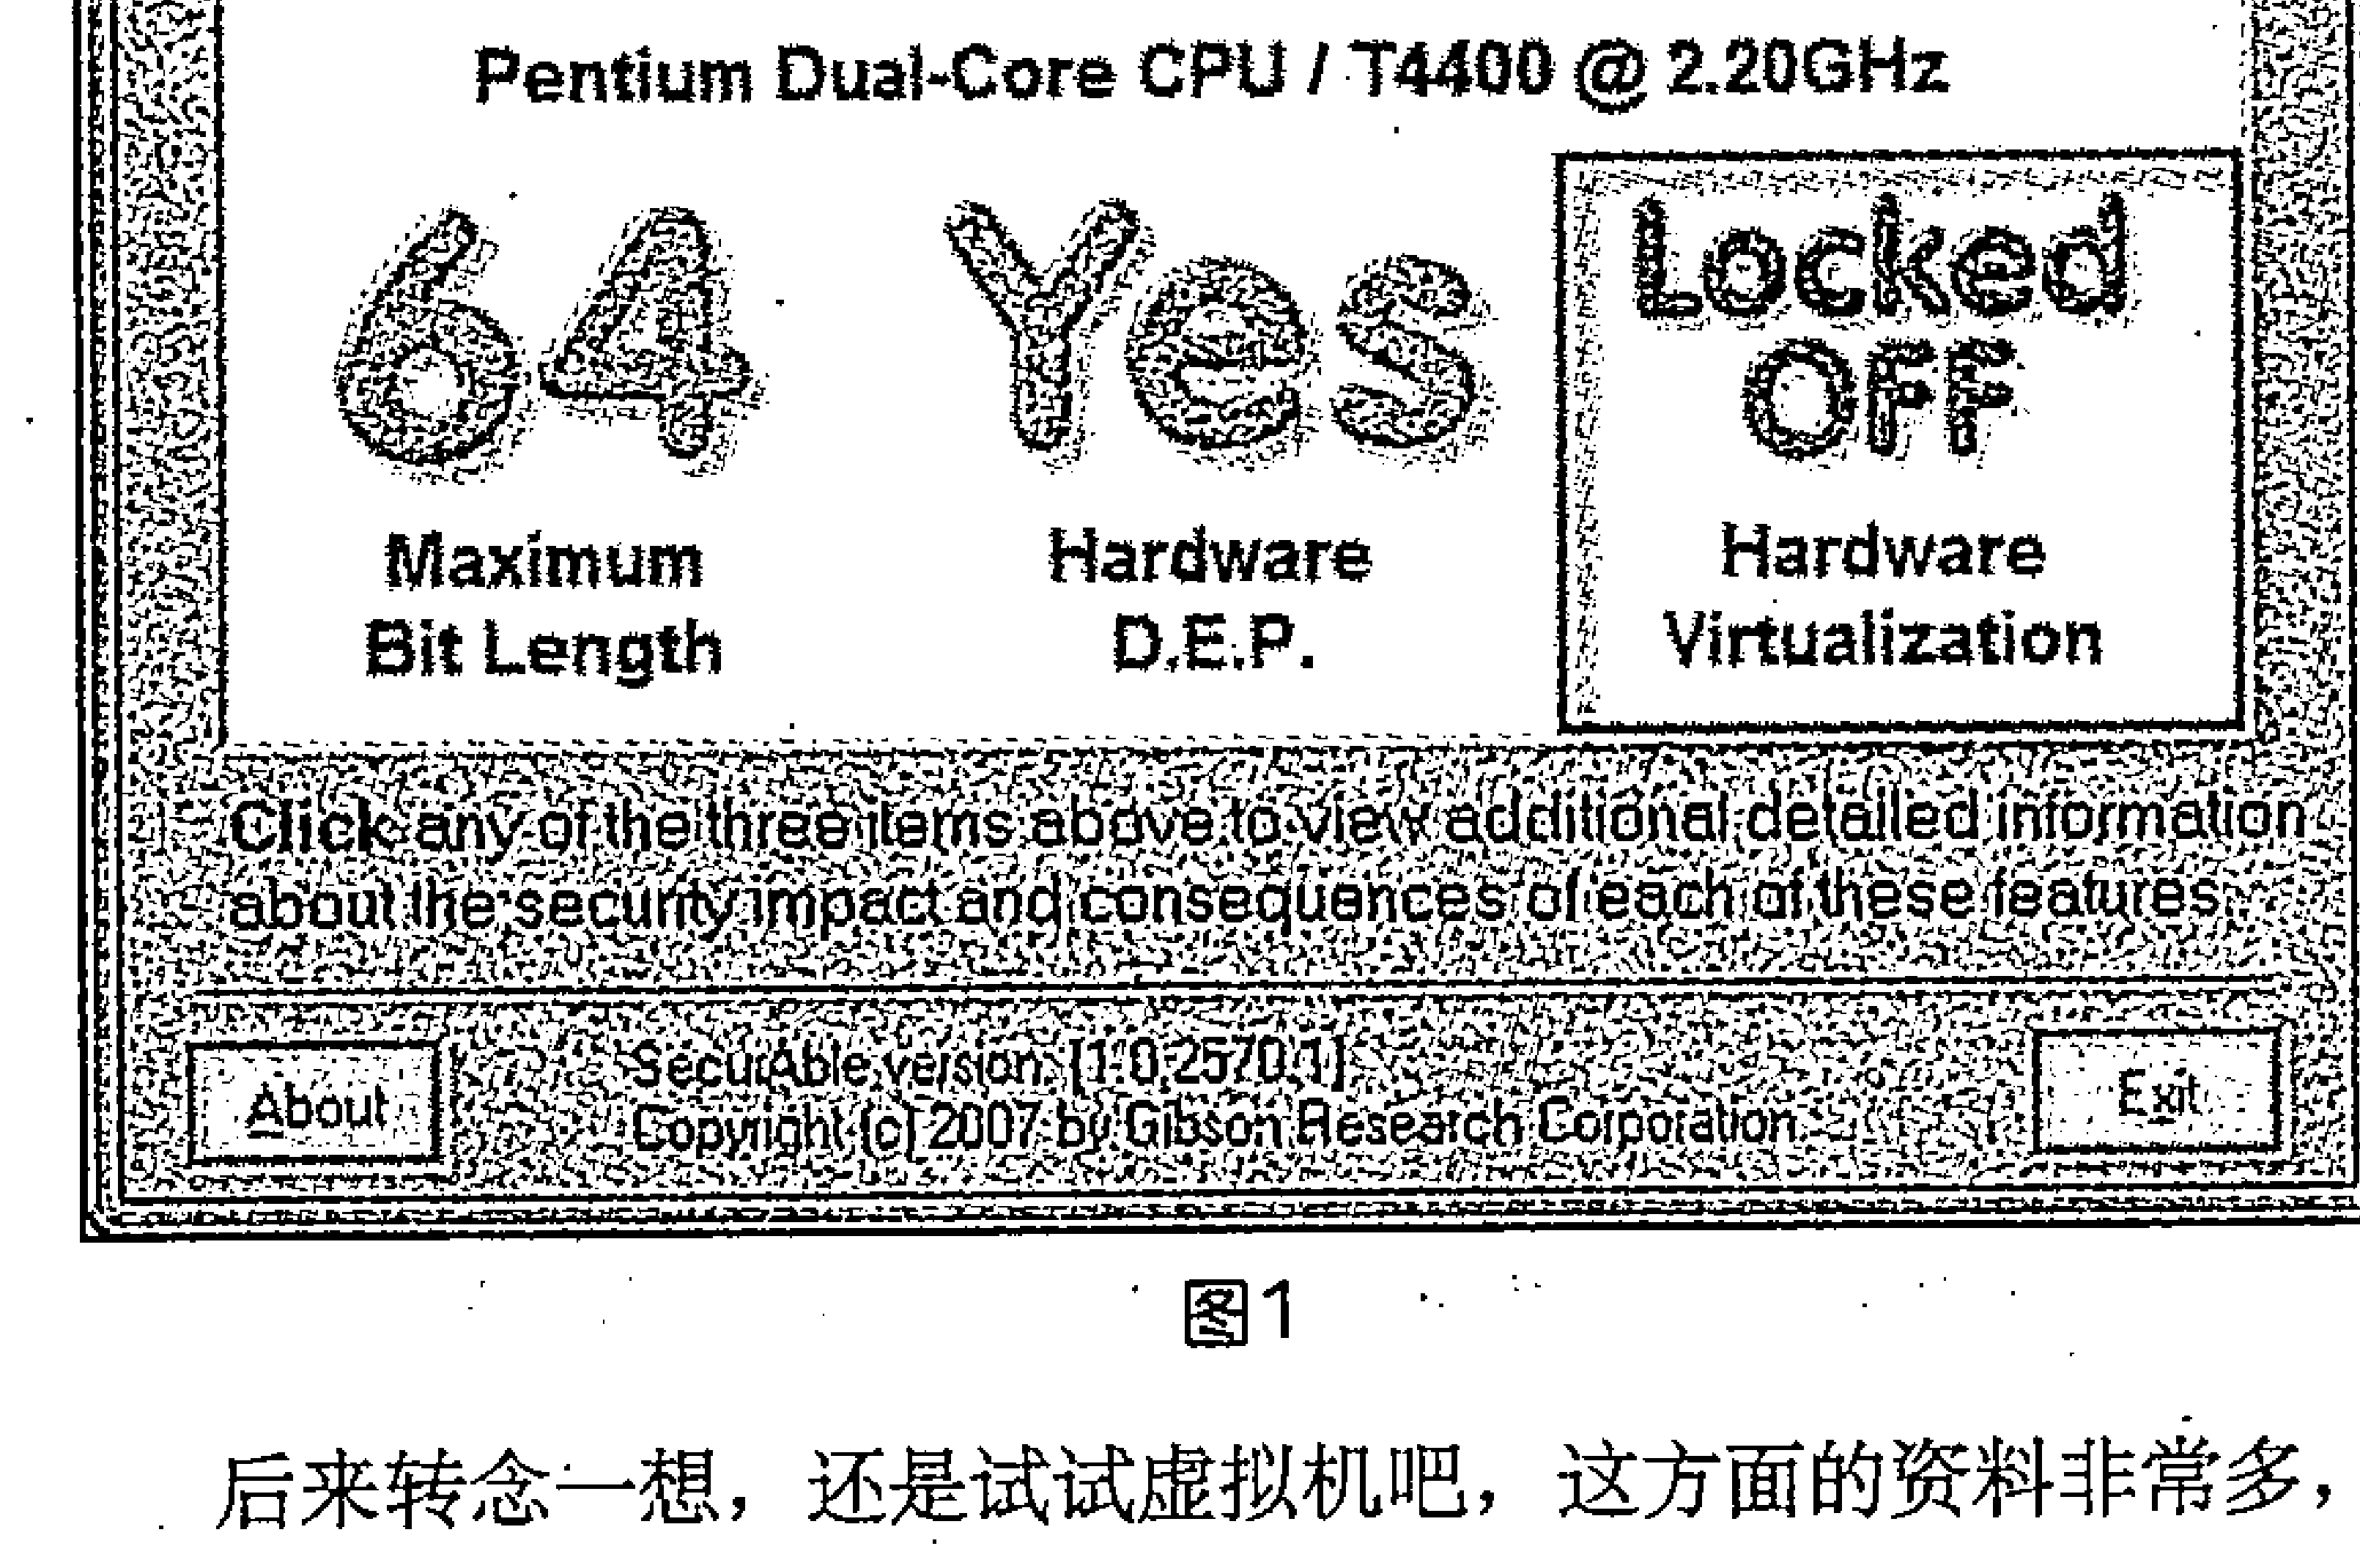 Pentium Dual-Core CPU / T4400 @ 2.20GHz
64 Yes Locked
OFF
Maximum Hardware Hardware
Bit Length D.E.P. Virtualization
Click any of the three items above to view additional detailed information
about the security impact and consequences of each of these features.
About SecurAble version: [1.0.2570.1] Exit
Copyright (c) 2007 by Gibson Research Corporation
图1
后来转念一想，还是试试虚拟机吧，这方面的资料非常多，